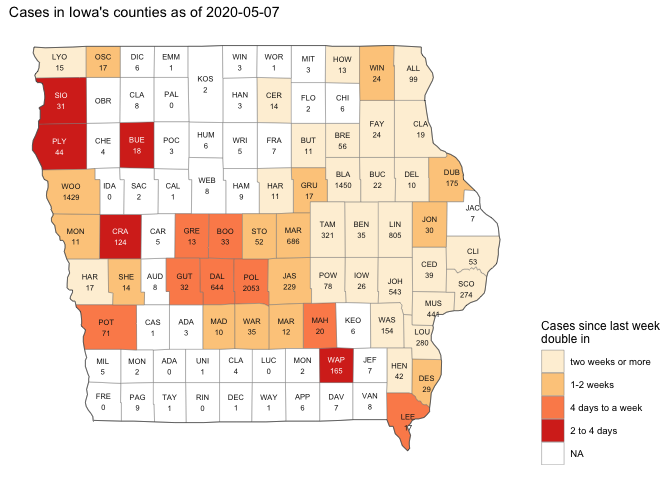 Cases in Iowa's counties as of 2020-05-07
LYO OSC DIC EMM WIN WOR MIT HOW WIN ALL
15 17 6 1 3 1 3 13 24 99
KOS
2
SIO OBR CLA PAL HAN CER FLO CHI
31 8 0 3 14 2 6
FAY CLA
24 19
PLY CHE BUE POC HUM WRI FRA BUT BRE
44 4 18 3 6 5 7 11 56
WOO IDA SAC CAL WEB HAM HAR GRU BLA BUC DEL DUB
1429 0 2 1 8 9 11 17 1450 22 10 175
JAC
7
MON CRA CAR GRE BOO STO MAR TAM BEN LIN JON
11 124 5 13 33 52 686 321 35 805 30
CLI
53
HAR SHE AUD GUT DAL POL JAS POW IOW JOH CED SCO
17 14 8 32 644 2053 229 78 26 543 39 274
MUS
441
POT CAS ADA MAD WAR MAR MAH KEO WAS LOU
71 1 3 10 35 12 20 6 154 280
MIL MON ADA UNI CLA LUC MON WAP JEF HEN DES
5 2 0 1 4 0 2 165 7 42 29
FRE PAG TAY RIN DEC WAY APP DAV VAN LEE
0 9 1 0 1 1 6 7 8 17
Cases since last week
double in
two weeks or more
1-2 weeks
4 days to a week
2 to 4 days
NA